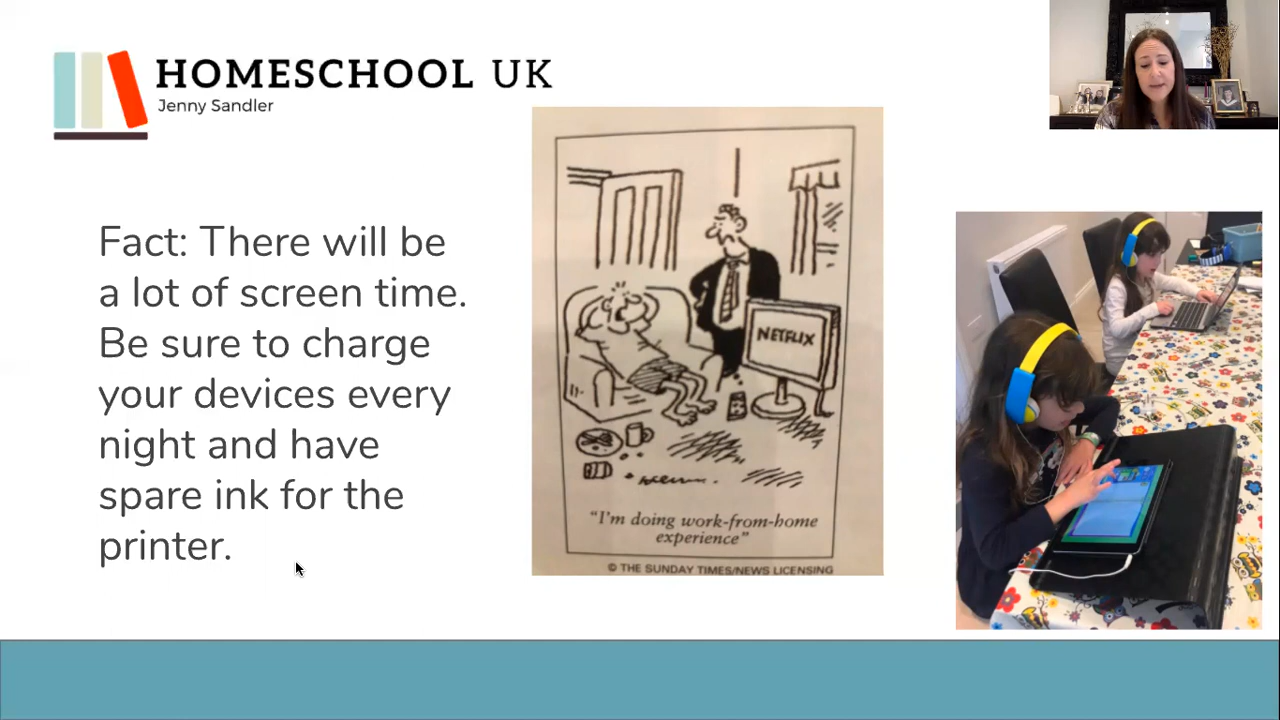 HOMESCHOOL UK
Jenny Sandler
Fact: There will be
a lot of screen time.
Be sure to charge
your devices every
night and have
spare ink for the
printer.
NETFLIX
“I’m doing work-from-home
experience”
© THE SUNDAY TIMES/NEWS LICENSING